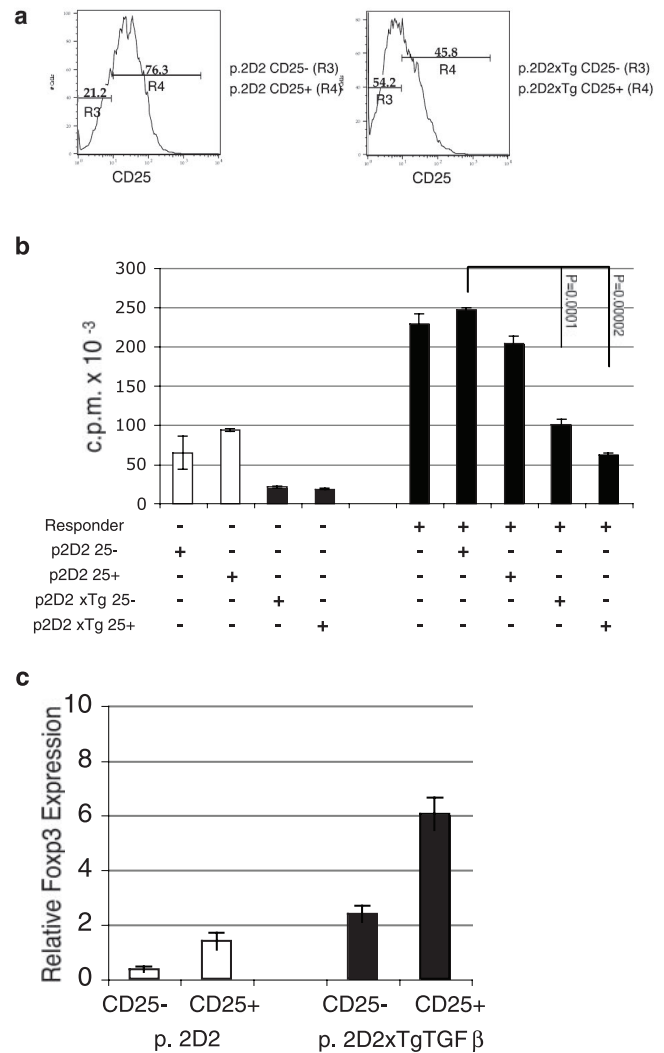 a
76.3
R4
21.2
R3
CD25
p.2D2 CD25- (R3)
p.2D2 CD25+ (R4)
45.8
R4
54.2
R3
CD25
p.2D2xTg CD25- (R3)
p.2D2xTg CD25+ (R4)
b
c.p.m. x 10 -3
300
250
200
150
100
50
0
P=0.0001
P=0.00002
Responder - - - - + + + + +
p2D2 25- + - - - - + - - -
p2D2 25+ - + - - - - + - -
p2D2 xTg 25- - - + - - - - + -
p2D2 xTg 25+ - - - + - - - - +
c
Relative Foxp3 Expression
10
8
6
4
2
0
CD25- CD25+ CD25- CD25+
p. 2D2 p. 2D2xTgTGF β